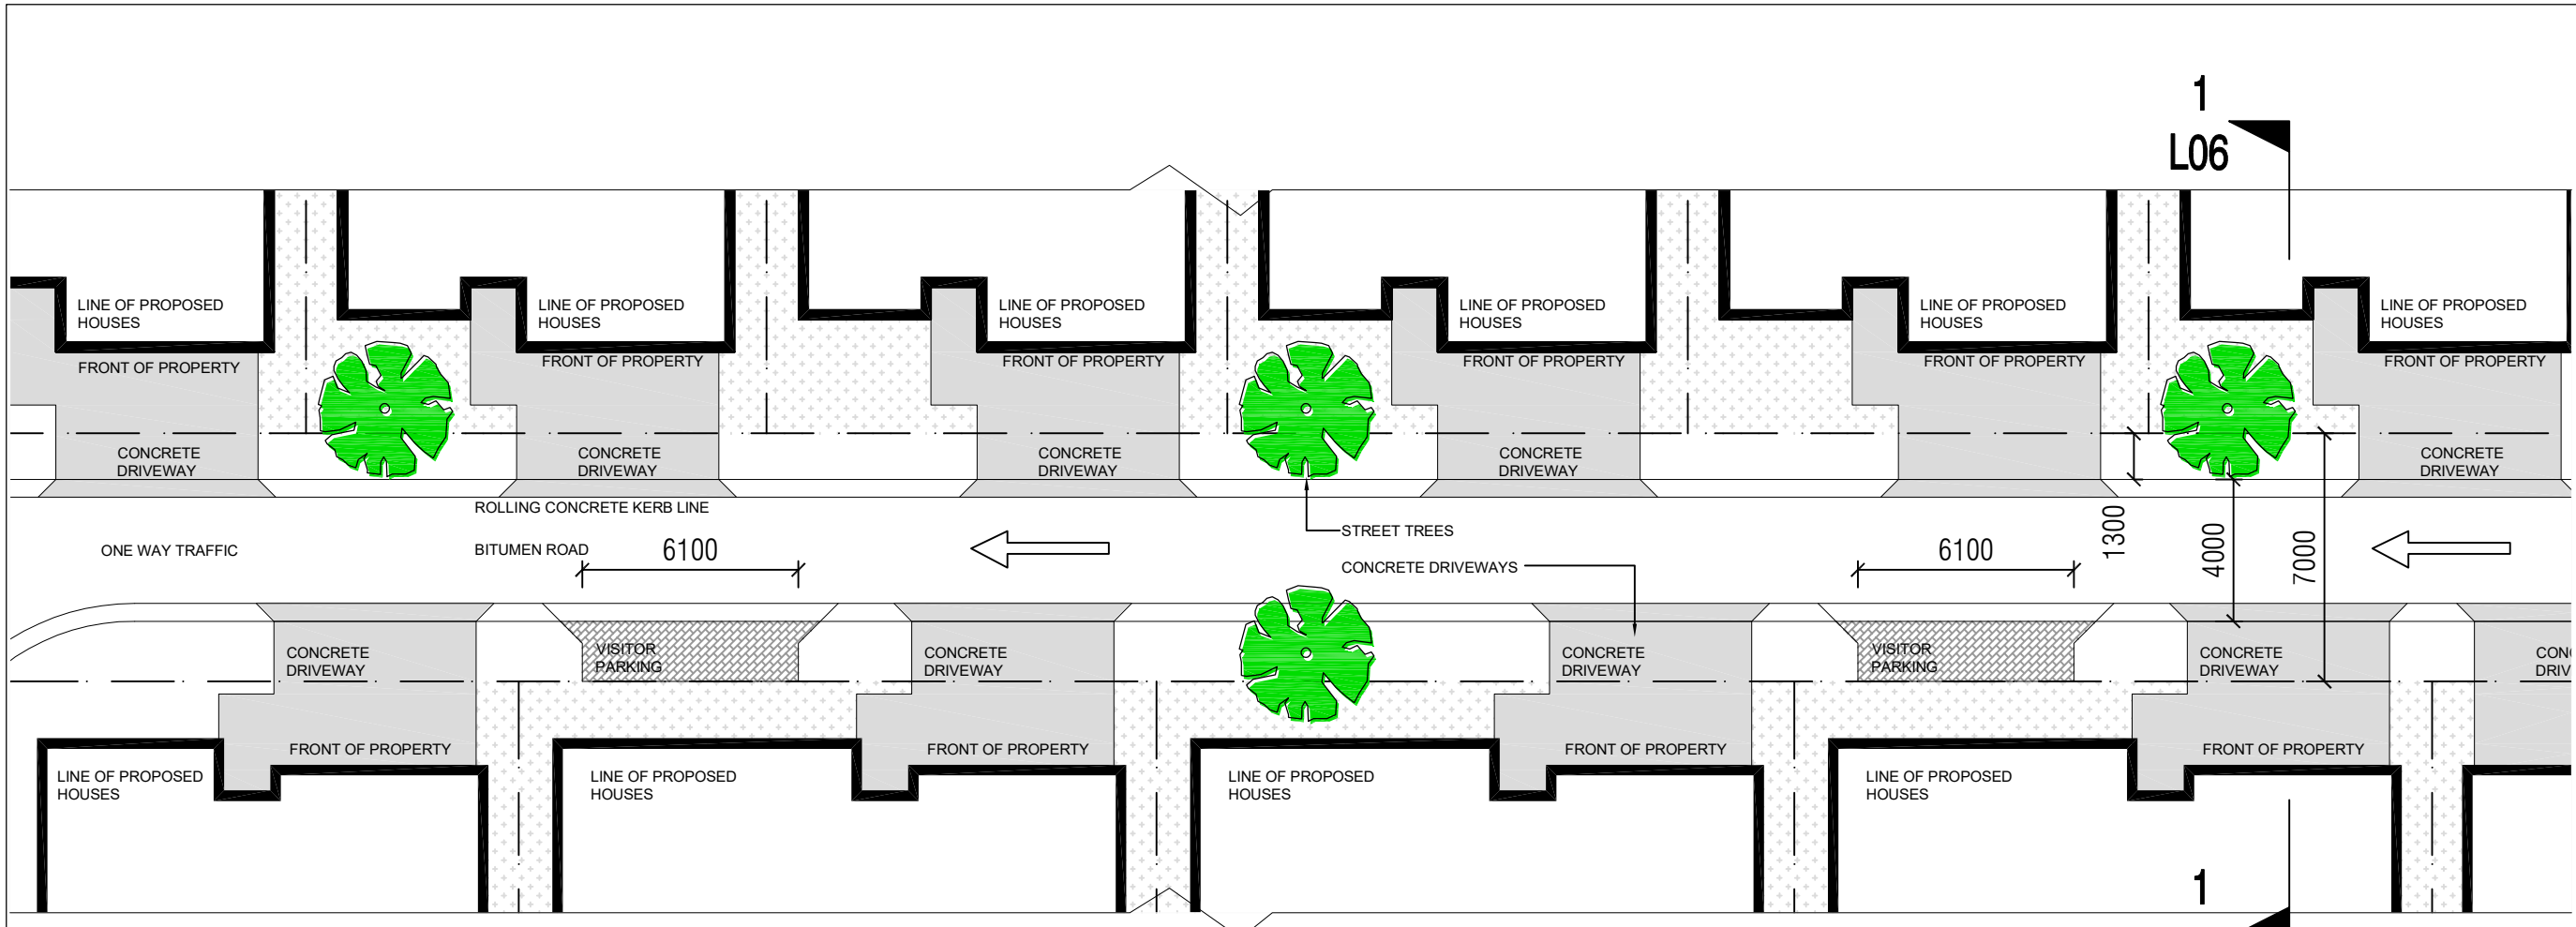 1
L06
LINE OF PROPOSED
HOUSES
LINE OF PROPOSED
HOUSES
LINE OF PROPOSED
HOUSES
LINE OF PROPOSED
HOUSES
LINE OF PROPOSED
HOUSES
LINE OF PROPOSED
HOUSES
FRONT OF PROPERTY
FRONT OF PROPERTY
FRONT OF PROPERTY
FRONT OF PROPERTY
FRONT OF PROPERTY
FRONT OF PROPERTY
CONCRETE
DRIVEWAY
CONCRETE
DRIVEWAY
CONCRETE
DRIVEWAY
CONCRETE
DRIVEWAY
CONCRETE
DRIVEWAY
ROLLING CONCRETE KERB LINE
STREET TREES
ONE WAY TRAFFIC
BITUMEN ROAD
6100
6100
1300
4000
7000
CONCRETE DRIVEWAYS
CONCRETE
DRIVEWAY
VISITOR
PARKING
CONCRETE
DRIVEWAY
CONCRETE
DRIVEWAY
VISITOR
PARKING
CONCRETE
DRIVEWAY
CON
DRIV
FRONT OF PROPERTY
FRONT OF PROPERTY
FRONT OF PROPERTY
FRONT OF PROPERTY
LINE OF PROPOSED
HOUSES
LINE OF PROPOSED
HOUSES
LINE OF PROPOSED
HOUSES
LINE OF PROPOSED
HOUSES
1